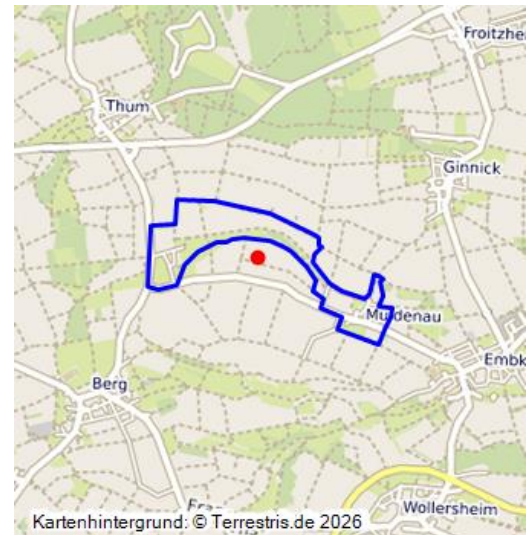 Froitzhe
Thum
Ginnick
Muldenau
Embk
Berg
Wollersheim
Kartenhintergrund: © Terrestris.de 2026